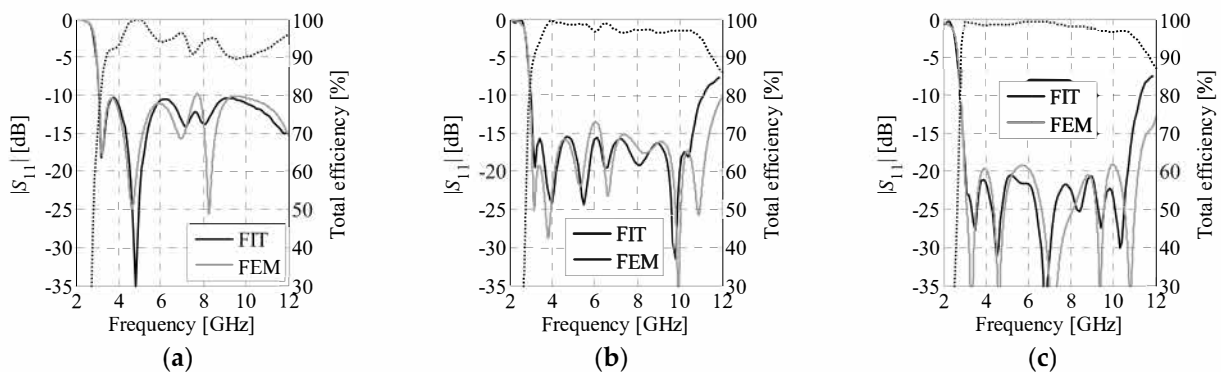 |S11| [dB]
0
-5
-10
-15
-20
-25
-30
-35
FIT
FEM
100
90
80
70
60
50
40
30
Total efficiency [%]
2 4 6 8 10 12
Frequency [GHz]
(a)
|S11| [dB]
0
-5
-10
-15
-20
-25
-30
-35
FIT
FEM
100
90
80
70
60
50
40
30
Total efficiency [%]
2 4 6 8 10 12
Frequency [GHz]
(b)
|S11| [dB]
0
-5
-10
-15
-20
-25
-30
-35
FIT
FEM
100
90
80
70
60
50
40
30
Total efficiency [%]
2 4 6 8 10 12
Frequency [GHz]
(c)